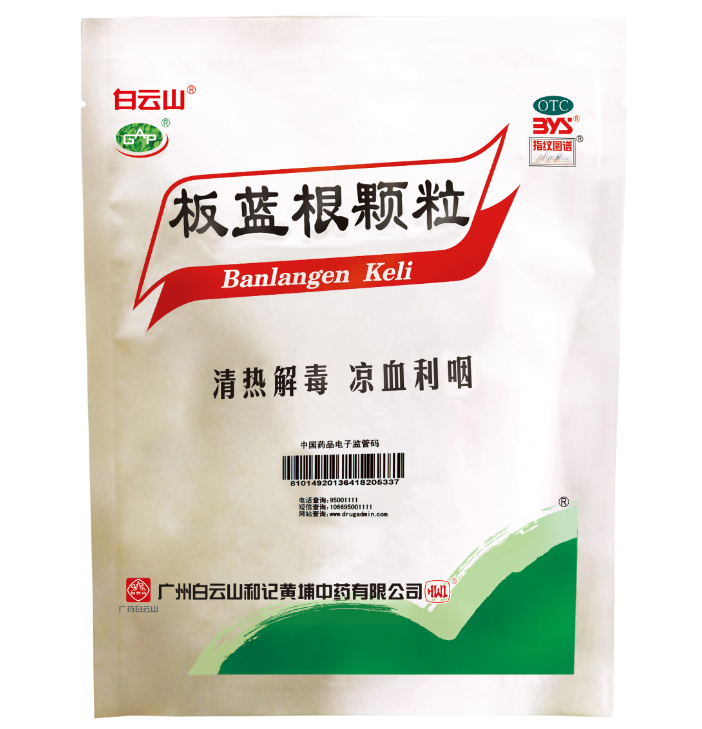 白云山®
GAP®
OTC
BYS®
指纹图谱®
板蓝根颗粒
Banlangen Keli
清热解毒 凉血利咽
中国药品电子监管码
81014920136418205337
电话查询:95001111
短信查询:106695001111
网站查询:www.drugadmin.com
®
广州白云山和记黄埔中药有限公司 HWL®
广药白云山